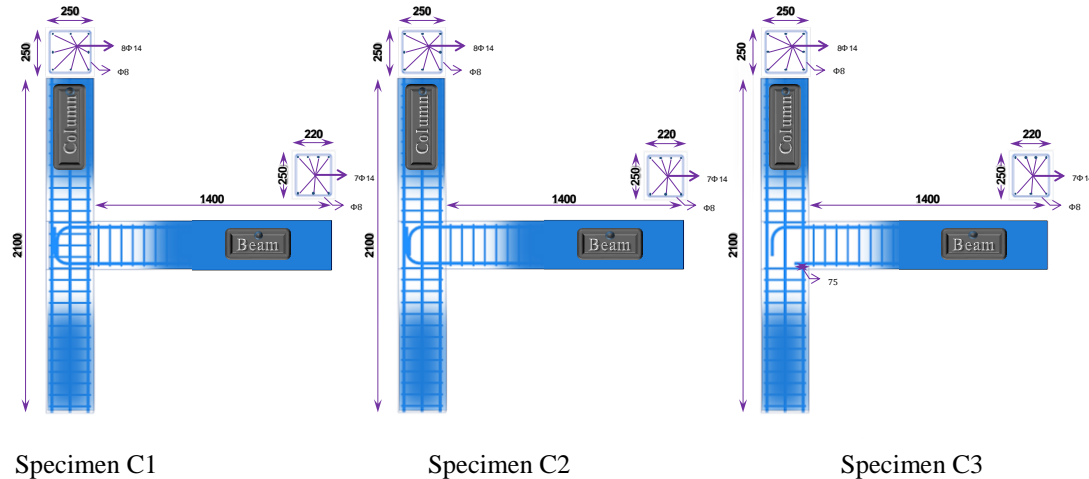 250
250
8Φ14
Φ8
Column
220
250
7Φ14
Φ8
1400
2100
Beam
Specimen C1
250
250
8Φ14
Φ8
Column
220
250
7Φ14
Φ8
1400
2100
Beam
Specimen C2
250
250
8Φ14
Φ8
Column
220
250
7Φ14
Φ8
1400
2100
Beam
75
Specimen C3